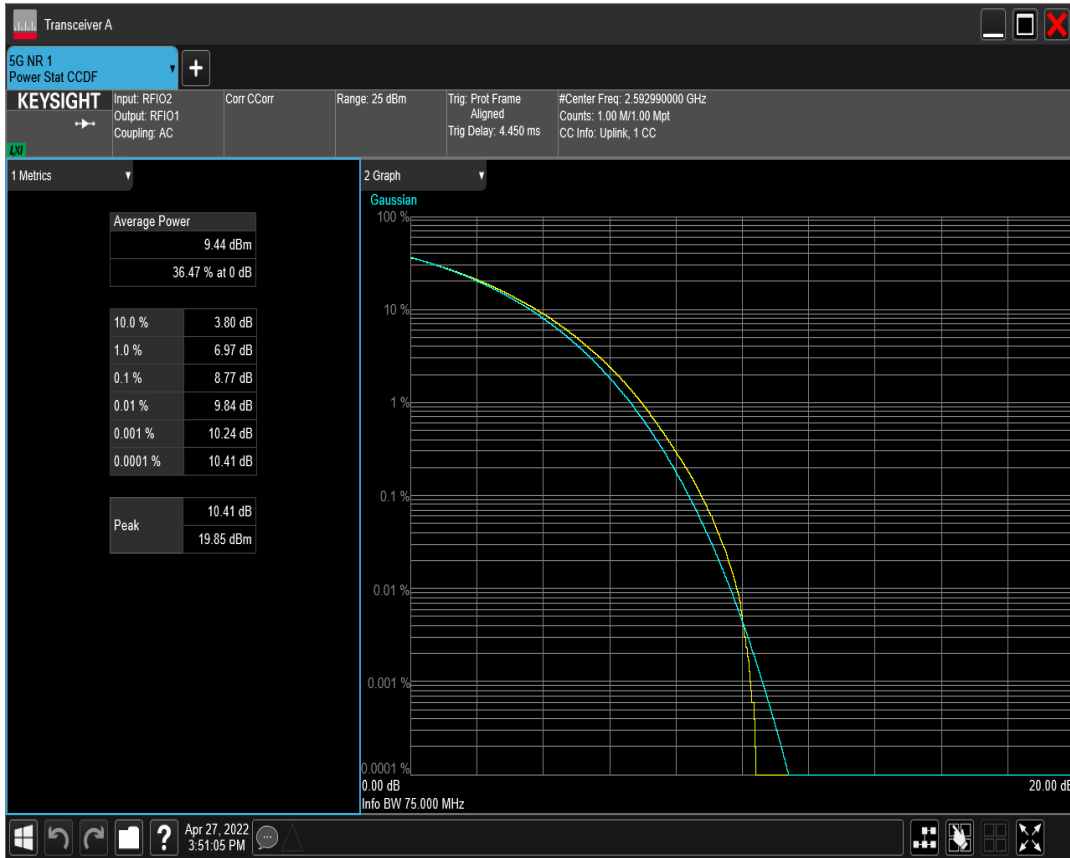 Transceiver A
5G NR 1
Power Stat CCDF
KEYSIGHT
LXI
Input: RFIO2
Output: RFIO1
Coupling: AC
Corr CCorr
Range: 25 dBm
Trig: Prot Frame
Aligned
Trig Delay: 4.450 ms
#Center Freq: 2.592990000 GHz
Counts: 1.00 M/1.00 Mpt
CC Info: Uplink, 1 CC
1 Metrics
Average Power
9.44 dBm
36.47 % at 0 dB
10.0 % 3.80 dB
1.0 % 6.97 dB
0.1 % 8.77 dB
0.01 % 9.84 dB
0.001 % 10.24 dB
0.0001 % 10.41 dB
Peak
10.41 dB
19.85 dBm
2 Graph
Gaussian
100 %
10 %
1 %
0.1 %
0.01 %
0.001 %
0.0001 %
0.00 dB 20.00 dB
Info BW 75.000 MHz
?
Apr 27, 2022
3:51:05 PM